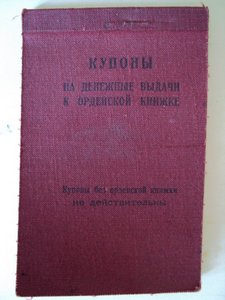 КУПОНЫ
НА ДЕНЕЖНЫЕ ВЫДАЧИ
К ОРДЕНСКОЙ КНИЖКЕ
Купоны без орденской книжки
не действительны